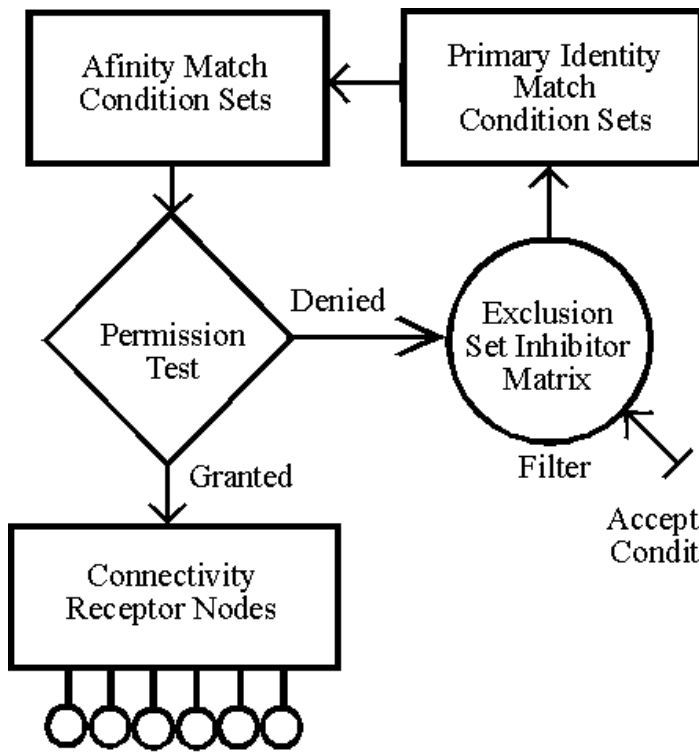 Afinity Match
Condition Sets
Primary Identity
Match
Condition Sets
Permission
Test
Denied
Exclusion
Set Inhibitor
Matrix
Filter
Granted
Accept
Condit
Connectivity
Receptor Nodes